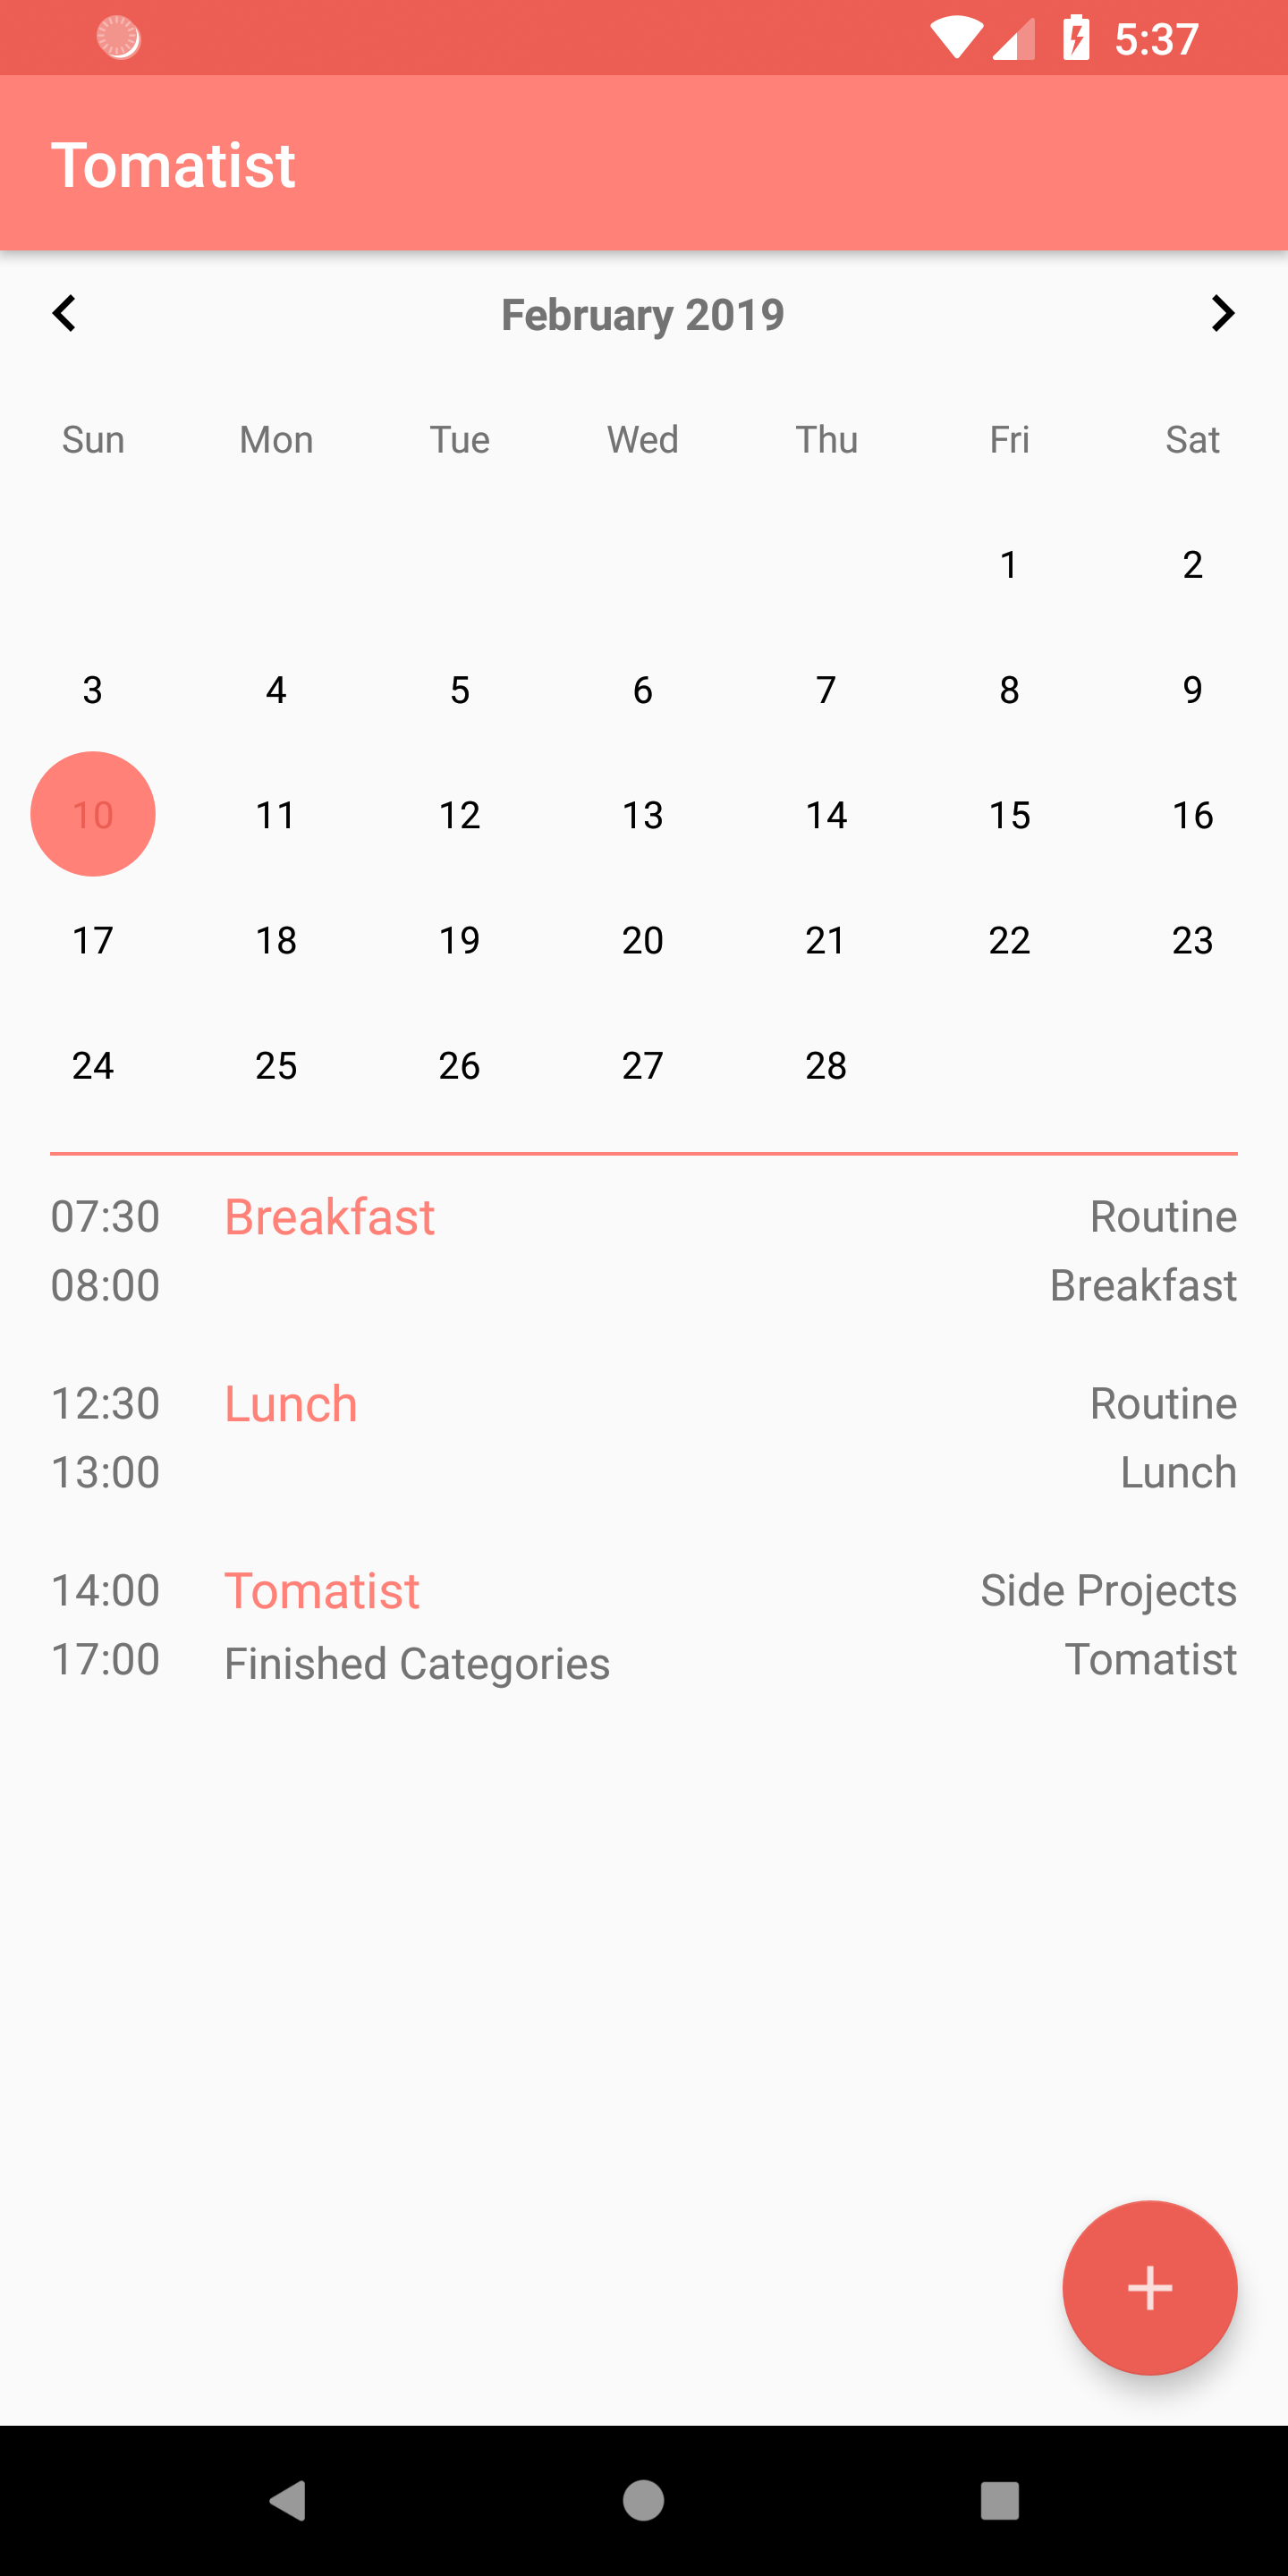 5:37
Tomatist
February 2019
Sun Mon Tue Wed Thu Fri Sat
1 2
3 4 5 6 7 8 9
10 11 12 13 14 15 16
17 18 19 20 21 22 23
24 25 26 27 28
07:30 Breakfast Routine
08:00 Breakfast
12:30 Lunch Routine
13:00 Lunch
14:00 Tomatist Side Projects
17:00 Finished Categories Tomatist